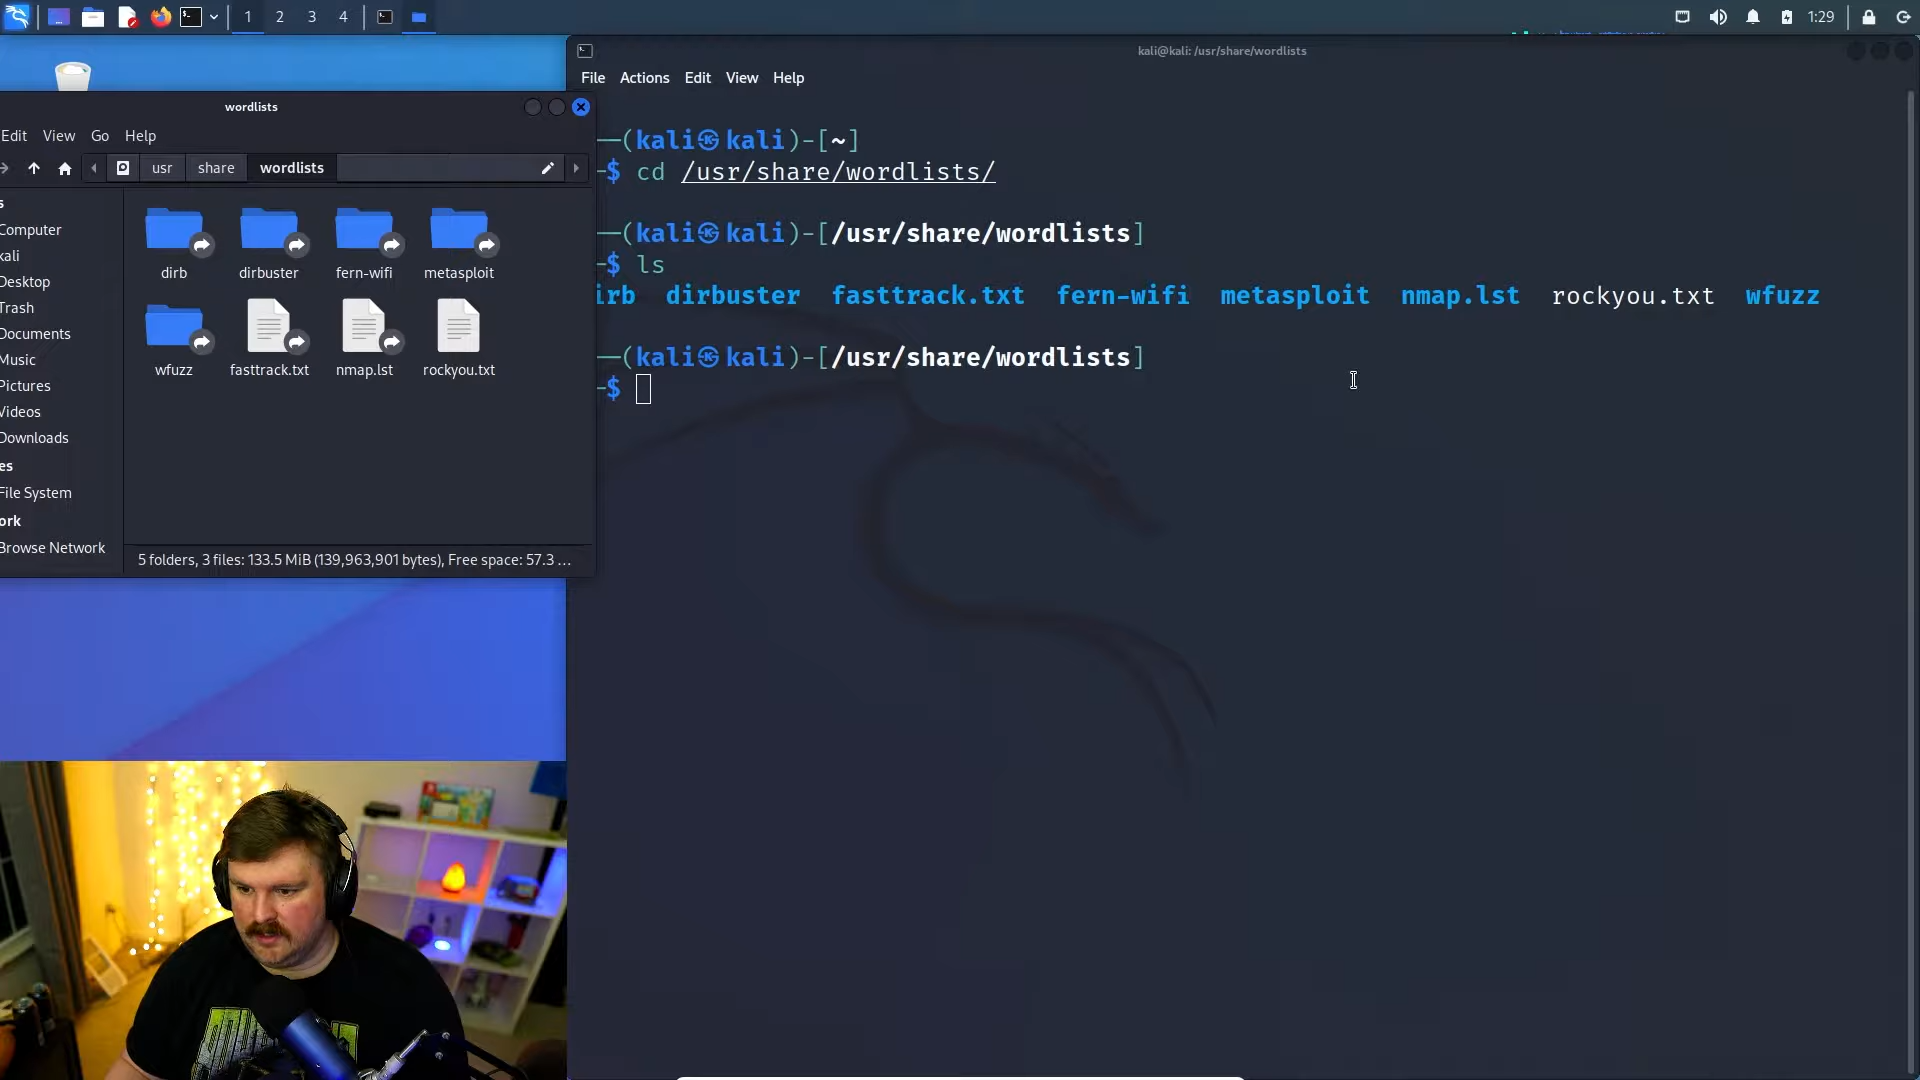 1 2 3 4
1:29
kali@kali: /usr/share/wordlists
File Actions Edit View Help
wordlists
Edit View Go Help
usr share wordlists
s
Computer
kali
Desktop
Trash
Documents
Music
Pictures
Videos
Downloads
es
File System
ork
Browse Network
dirb dirbuster fern-wifi metasploit
wfuzz fasttrack.txt nmap.lst rockyou.txt
5 folders, 3 files: 133.5 MiB (139,963,901 bytes), Free space: 57.3 ...
—(kali㉿kali)-[~]
-$ cd /usr/share/wordlists/
—(kali㉿kali)-[/usr/share/wordlists]
-$ ls
irb dirbuster fasttrack.txt fern-wifi metasploit nmap.lst rockyou.txt wfuzz
—(kali㉿kali)-[/usr/share/wordlists]
-$